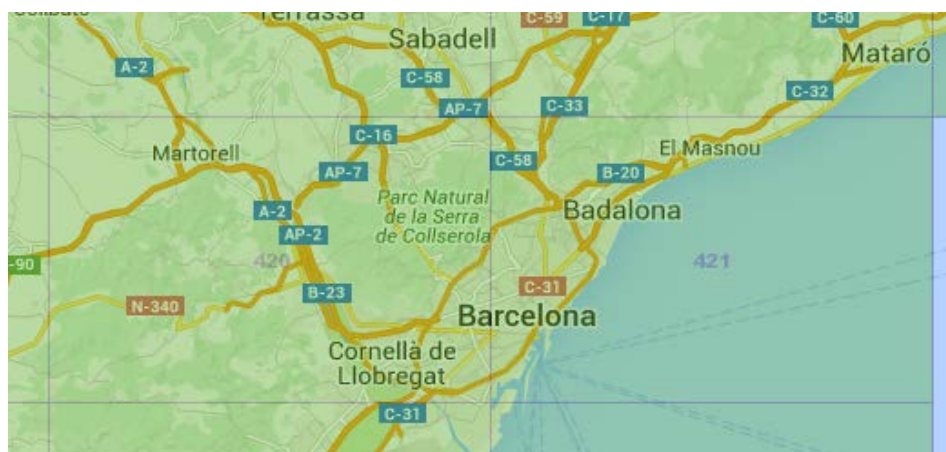 Collbató
Terrassa
C-59
C-17
C-60
Sabadell
Mataró
A-2
C-58
C-32
AP-7
C-33
C-16
El Masnou
Martorell
C-58
AP-7
B-20
Parc Natural
de la Serra
de Collserola
A-2
Badalona
AP-2
-90
420
421
B-23
C-31
N-340
Barcelona
Cornellà de
Llobregat
C-31